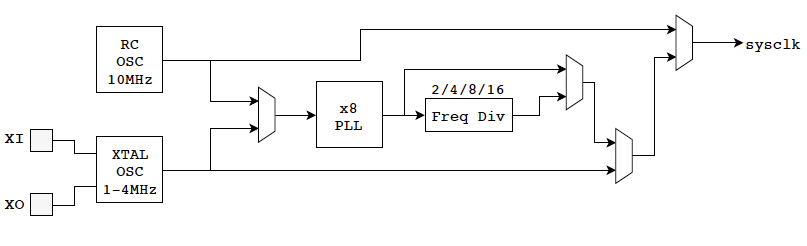 RC
OSC
10MHz
sysclk
x8
PLL
2/4/8/16
Freq Div
XI
XTAL
OSC
1-4MHz
XO